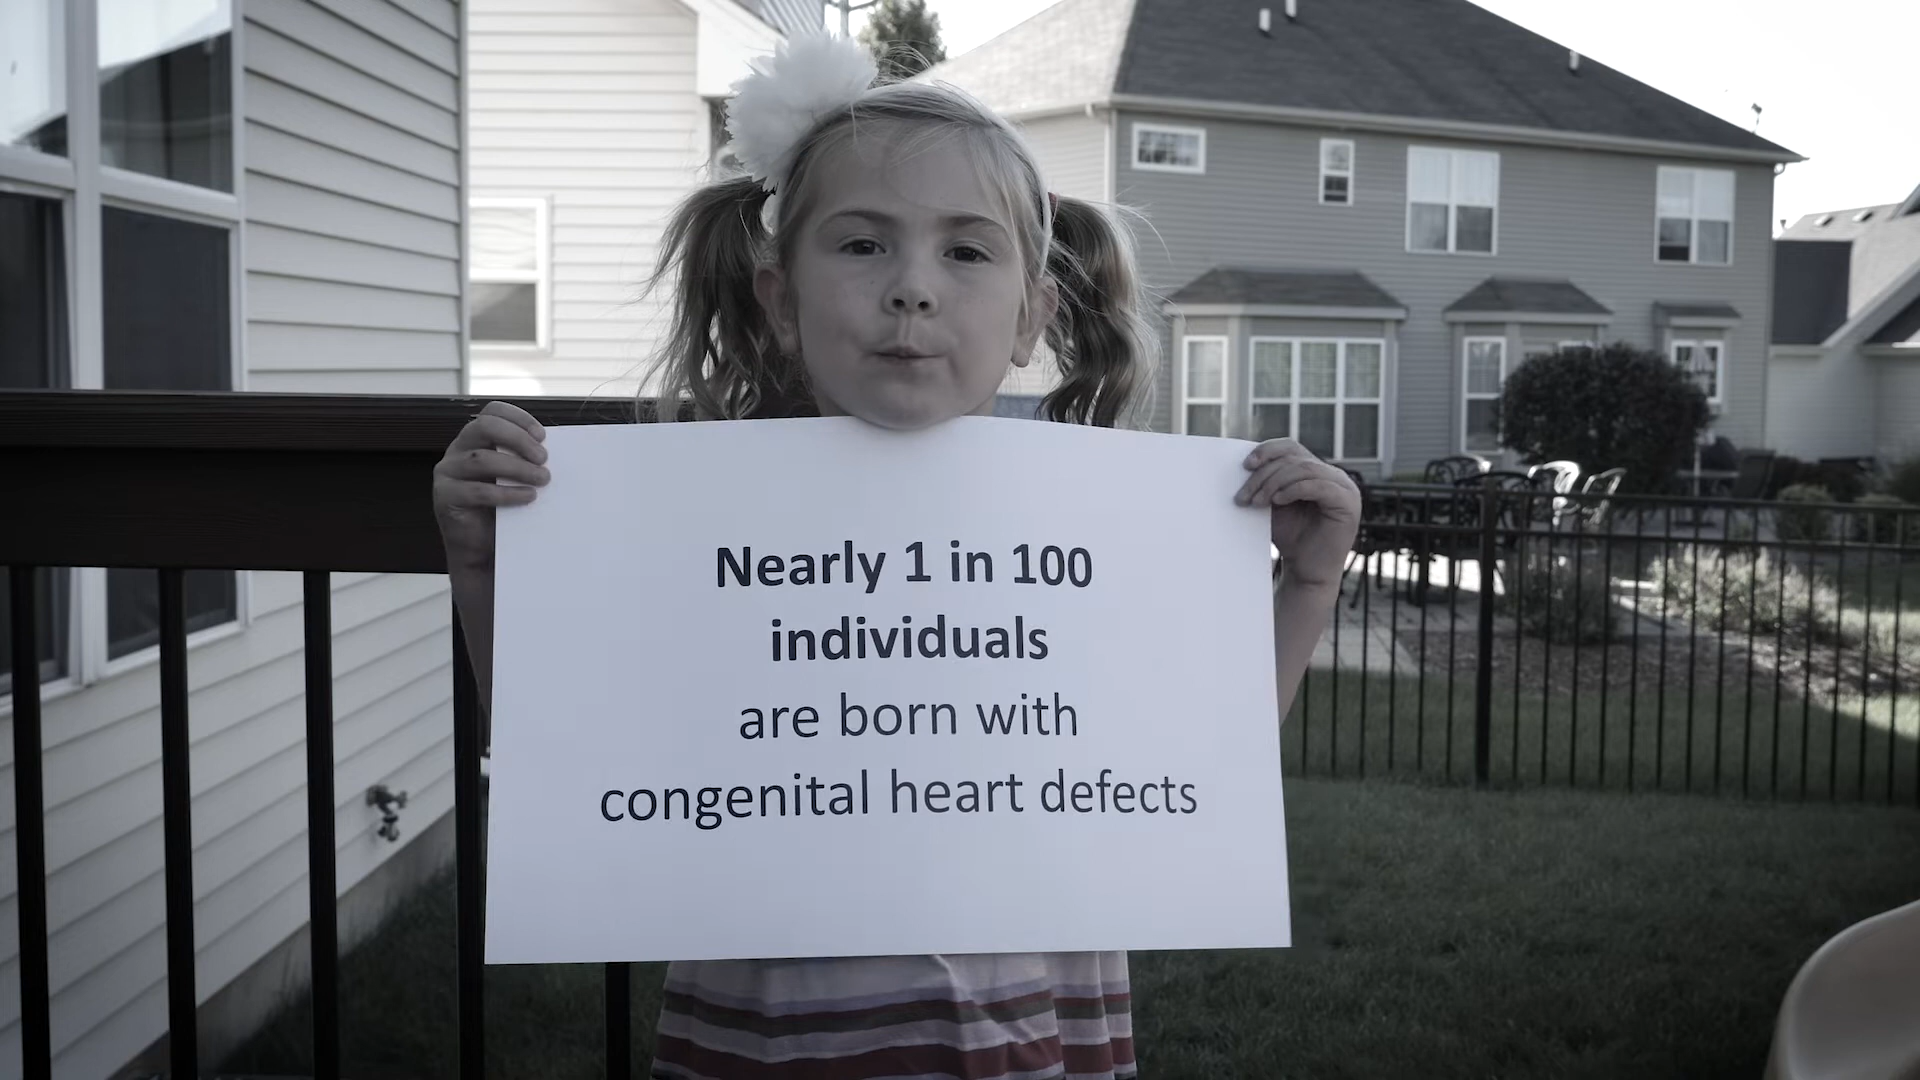 Nearly 1 in 100
individuals
are born with
congenital heart defects